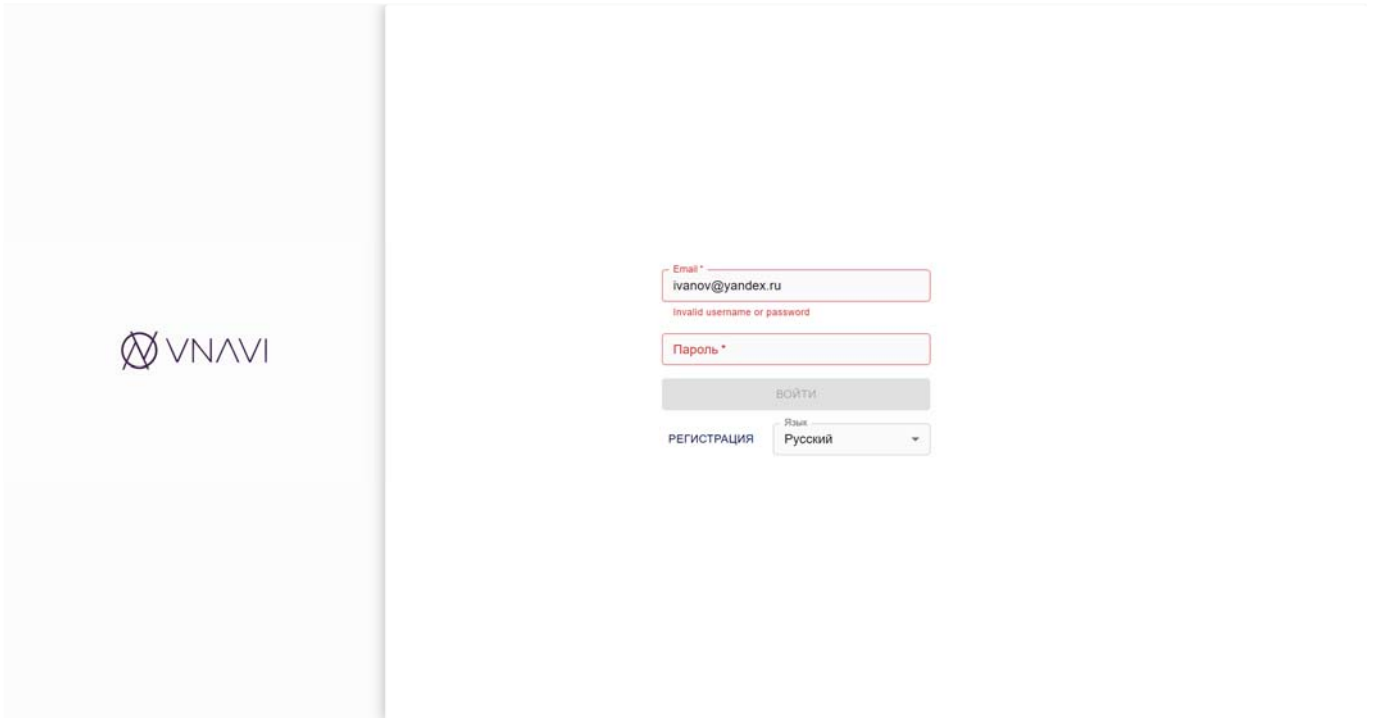 VNAVI
Email *
ivanov@yandex.ru
Invalid username or password
Пароль *
ВОЙТИ
Язык
РЕГИСТРАЦИЯ Русский